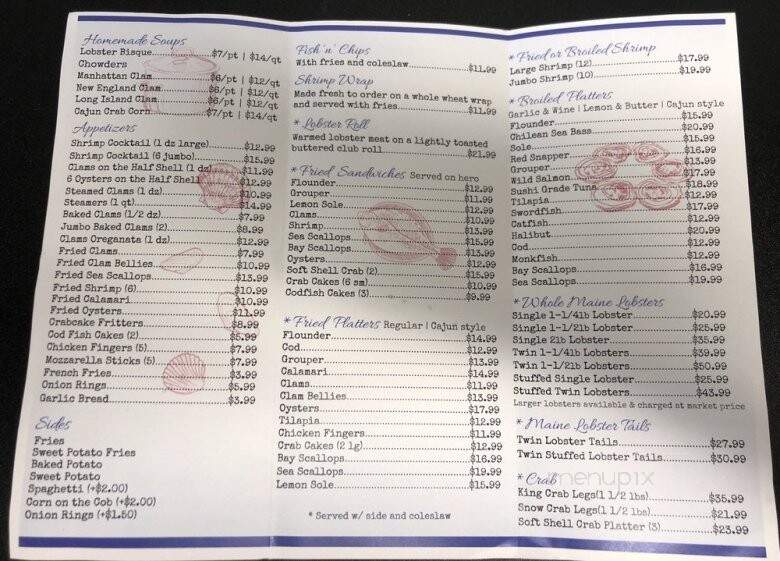 Homemade Soups
Lobster Bisque $7/pt | $14/qt
Chowders
Manhattan Clam $6/pt | $12/qt
New England Clam $6/pt | $12/qt
Long Island Clam $6/pt | $12/qt
Cajun Crab Corn $7/pt | $14/qt
Appetizers
Shrimp Cocktail (1 dz large) $12.99
Shrimp Cocktail (6 jumbo) $15.99
Clams on the Half Shell (1 dz) $11.99
6 Oysters on the Half Shell $12.99
Steamed Clams (1 dz) $10.99
Steamers (1 qt) $14.99
Baked Clams (1/2 dz) $7.99
Jumbo Baked Clams (2) $8.99
Clams Oreganata (1 dz) $12.99
Fried Clams $7.99
Fried Clam Bellies $10.99
Fried Sea Scallops $13.99
Fried Shrimp (6) $10.99
Fried Calamari $10.99
Fried Oysters $11.99
Crabcake Fritters $8.99
Cod Fish Cakes (2) $5.99
Chicken Fingers (5) $7.99
Mozzarella Sticks (5) $7.99
French Fries $3.99
Onion Rings $5.99
Garlic Bread $3.99
Sides
Fries
Sweet Potato Fries
Baked Potato
Sweet Potato
Spaghetti (+$2.00)
Corn on the Cob (+$2.00)
Onion Rings (+$1.50)
Fish 'n' Chips
With fries and coleslaw $11.99
Shrimp Wrap
Made fresh to order on a whole wheat wrap
and served with fries $11.99
* Lobster Roll
Warmed lobster meat on a lightly toasted
buttered club roll $21.99
* Fried Sandwiches Served on hero
Flounder $12.99
Grouper $11.99
Lemon Sole $12.99
Clams $10.99
Shrimp $13.99
Sea Scallops $15.99
Bay Scallops $13.99
Oysters $12.99
Soft Shell Crab (2) $15.99
Crab Cakes (6 sm) $10.99
Codfish Cakes (3) $9.99
* Fried Platters Regular | Cajun style
Flounder $14.99
Cod $12.99
Grouper $13.99
Calamari $14.99
Clams $11.99
Clam Bellies $13.99
Oysters $17.99
Tilapia $12.99
Chicken Fingers $11.99
Crab Cakes (2 lg) $12.99
Bay Scallops $16.99
Sea Scallops $19.99
Lemon Sole $15.99
* Served w/ side and coleslaw
* Fried or Broiled Shrimp
Large Shrimp (12) $17.99
Jumbo Shrimp (10) $19.99
* Broiled Platters
Garlic & Wine | Lemon & Butter | Cajun style
Flounder $15.99
Chilean Sea Bass $20.99
Sole $15.99
Red Snapper $16.99
Grouper $13.99
Wild Salmon $17.99
Sushi Grade Tuna $18.99
Tilapia $12.99
Swordfish $17.99
Catfish $12.99
Halibut $20.99
Cod $12.99
Monkfish $12.99
Bay Scallops $16.99
Sea Scallops $19.99
* Whole Maine Lobsters
Single 1-1/4lb Lobster $20.99
Single 1-1/2lb Lobster $25.99
Single 2lb Lobster $35.99
Twin 1-1/4lb Lobsters $39.99
Twin 1-1/2lb Lobsters $50.99
Stuffed Single Lobster $25.99
Stuffed Twin Lobsters $43.99
Larger lobsters available & charged at market price
* Maine Lobster Tails
Twin Lobster Tails $27.99
Twin Stuffed Lobster Tails $30.99
* Crab
menupix
King Crab Legs(1 1/2 lbs) $35.99
Snow Crab Legs(1 1/2 lbs) $21.99
Soft Shell Crab Platter (3) $23.99